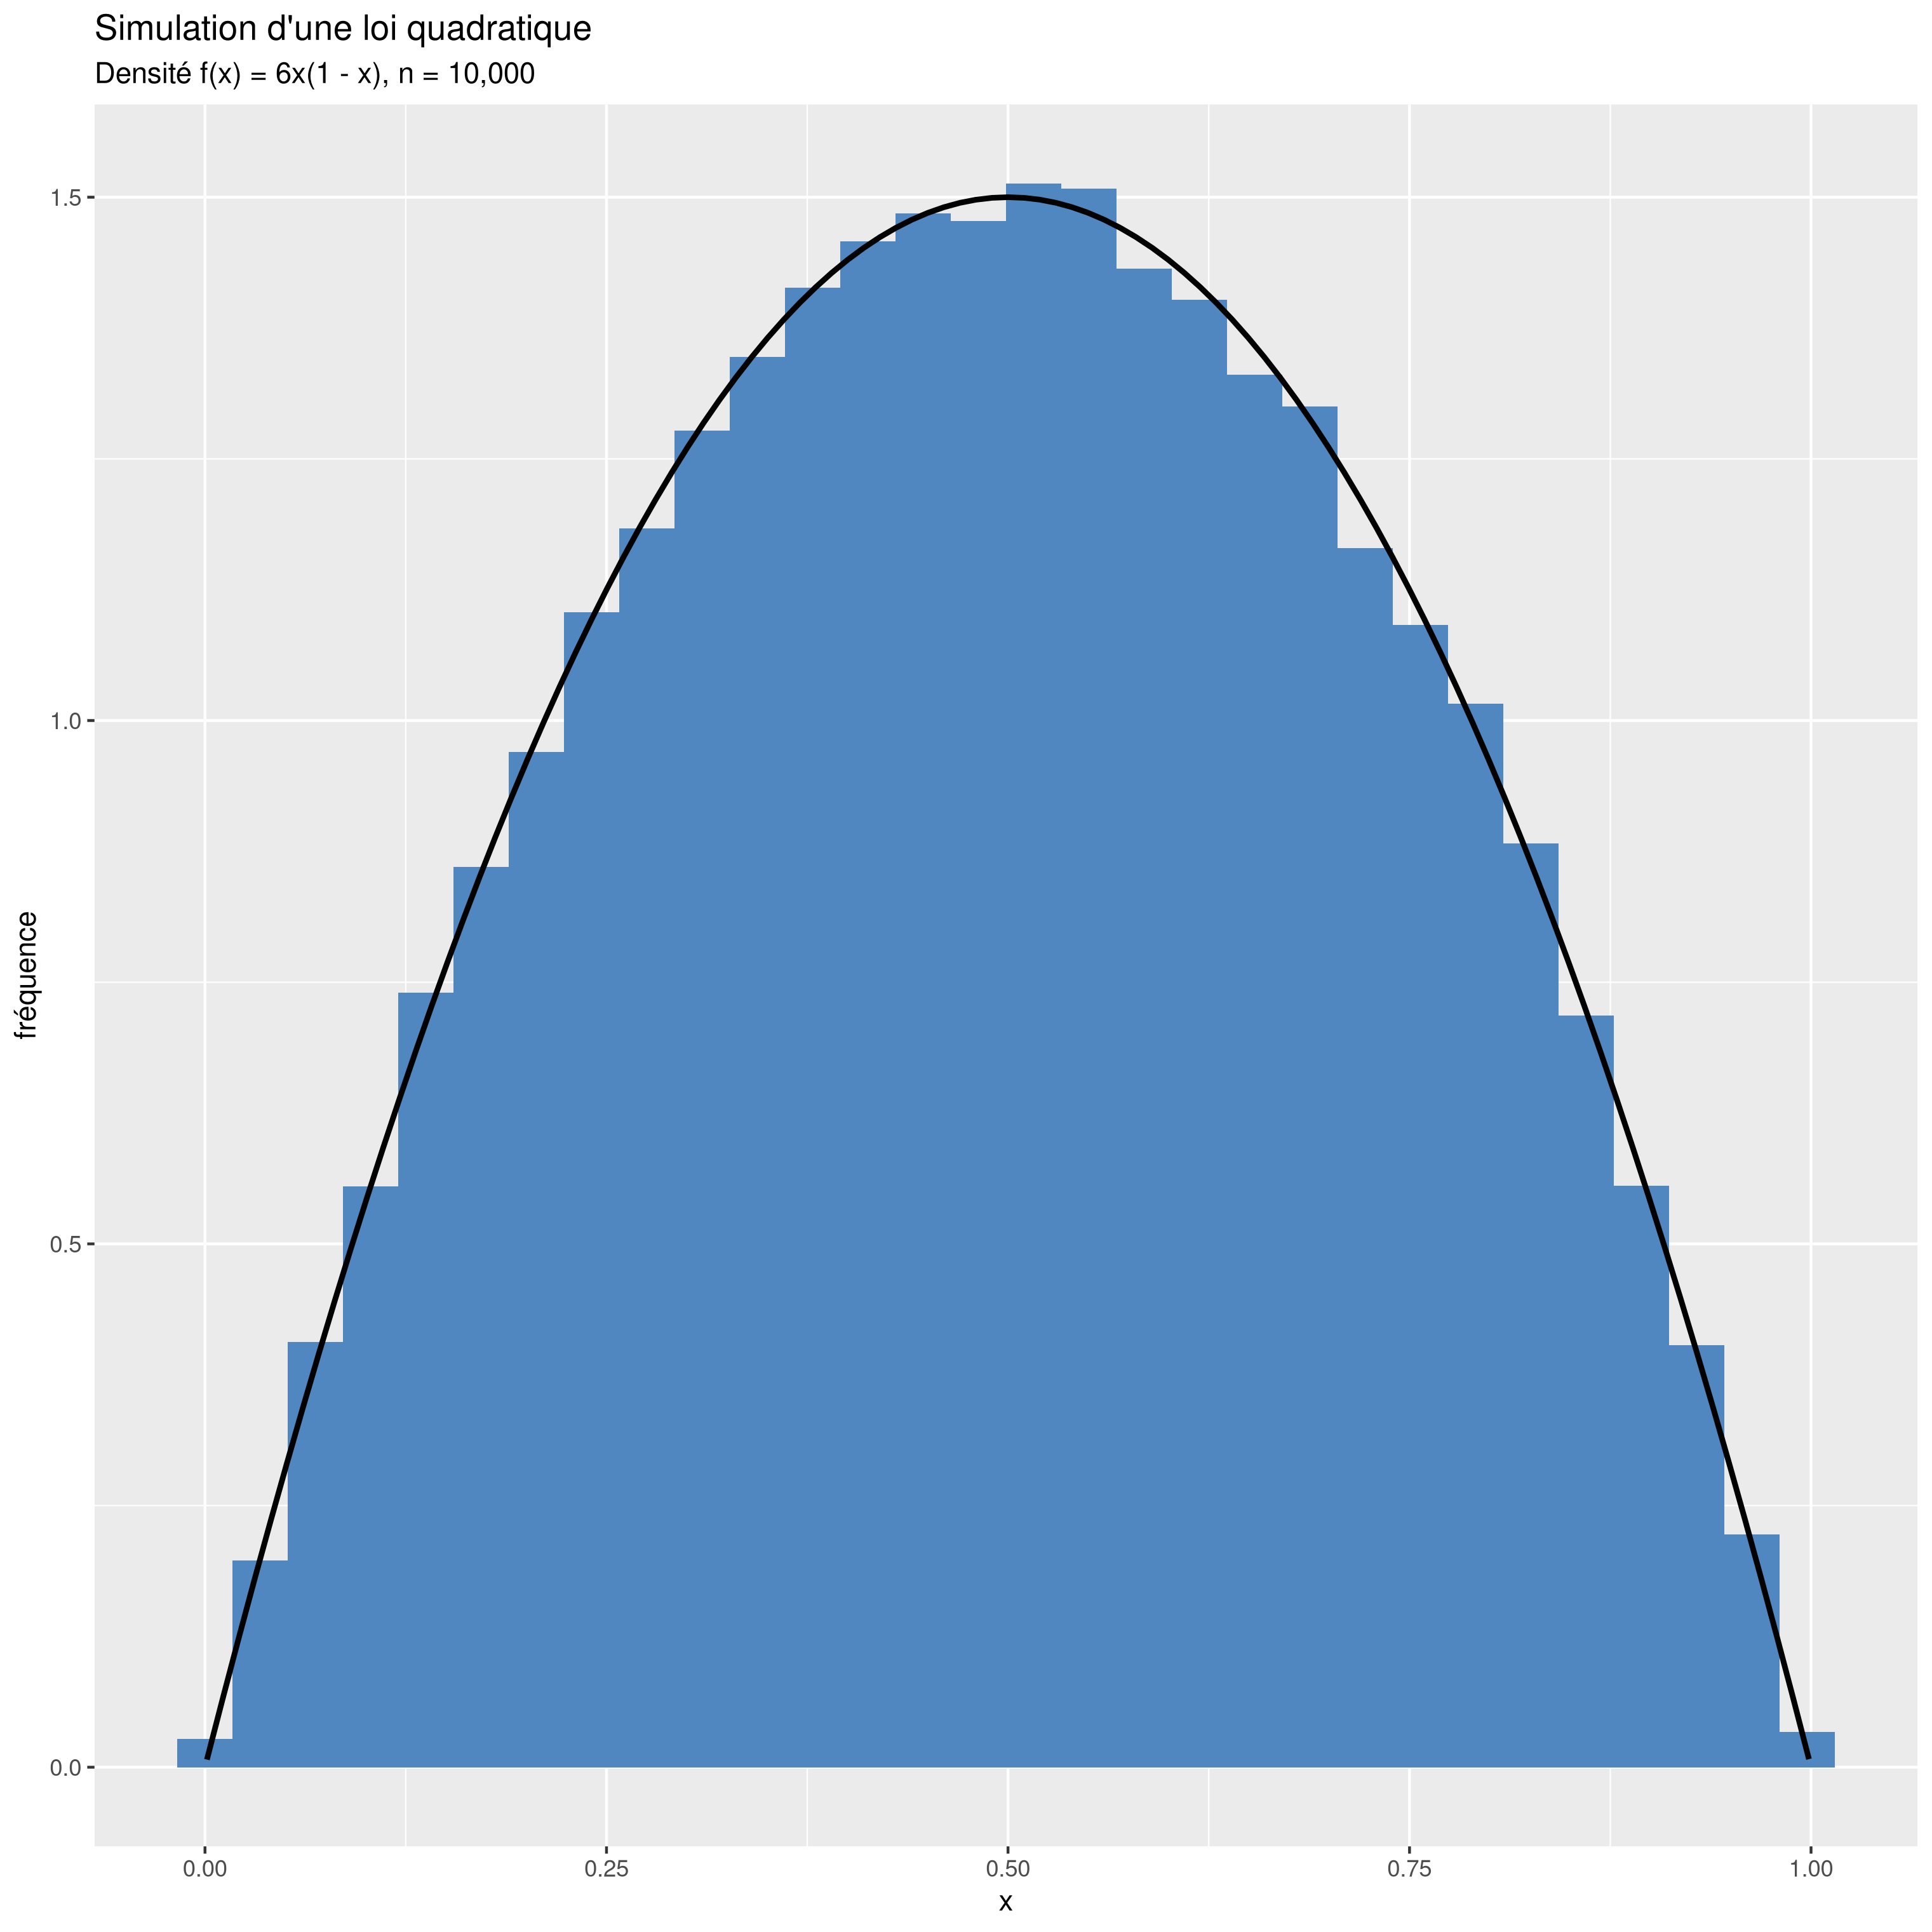 Simulation d'une loi quadratique
Densité f(x) = 6x(1 - x), n = 10,000
fréquence
1.5
1.0
0.5
0.0
0.00 0.25 0.50 0.75 1.00
x